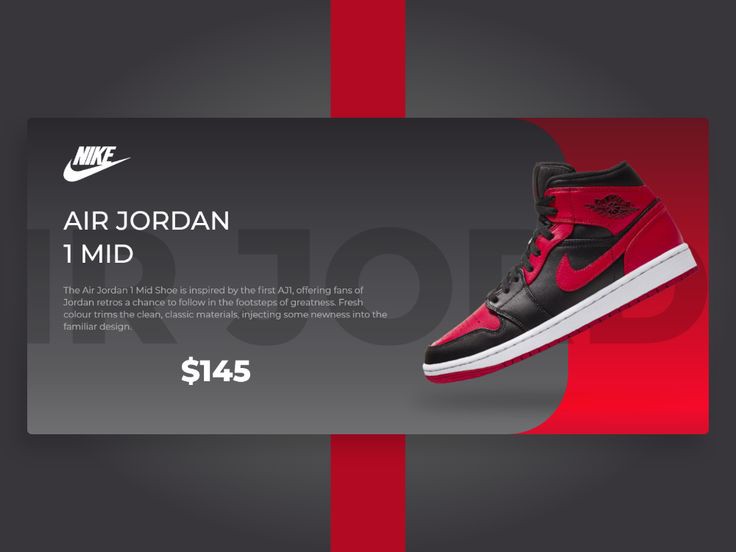 NIKE
AIR JORDAN
1 MID
IR JORD
The Air Jordan 1 Mid Shoe is inspired by the first AJ1, offering fans of
Jordan retros a chance to follow in the footsteps of greatness. Fresh
colour trims the clean, classic materials, injecting some newness into the
familiar design.
$145